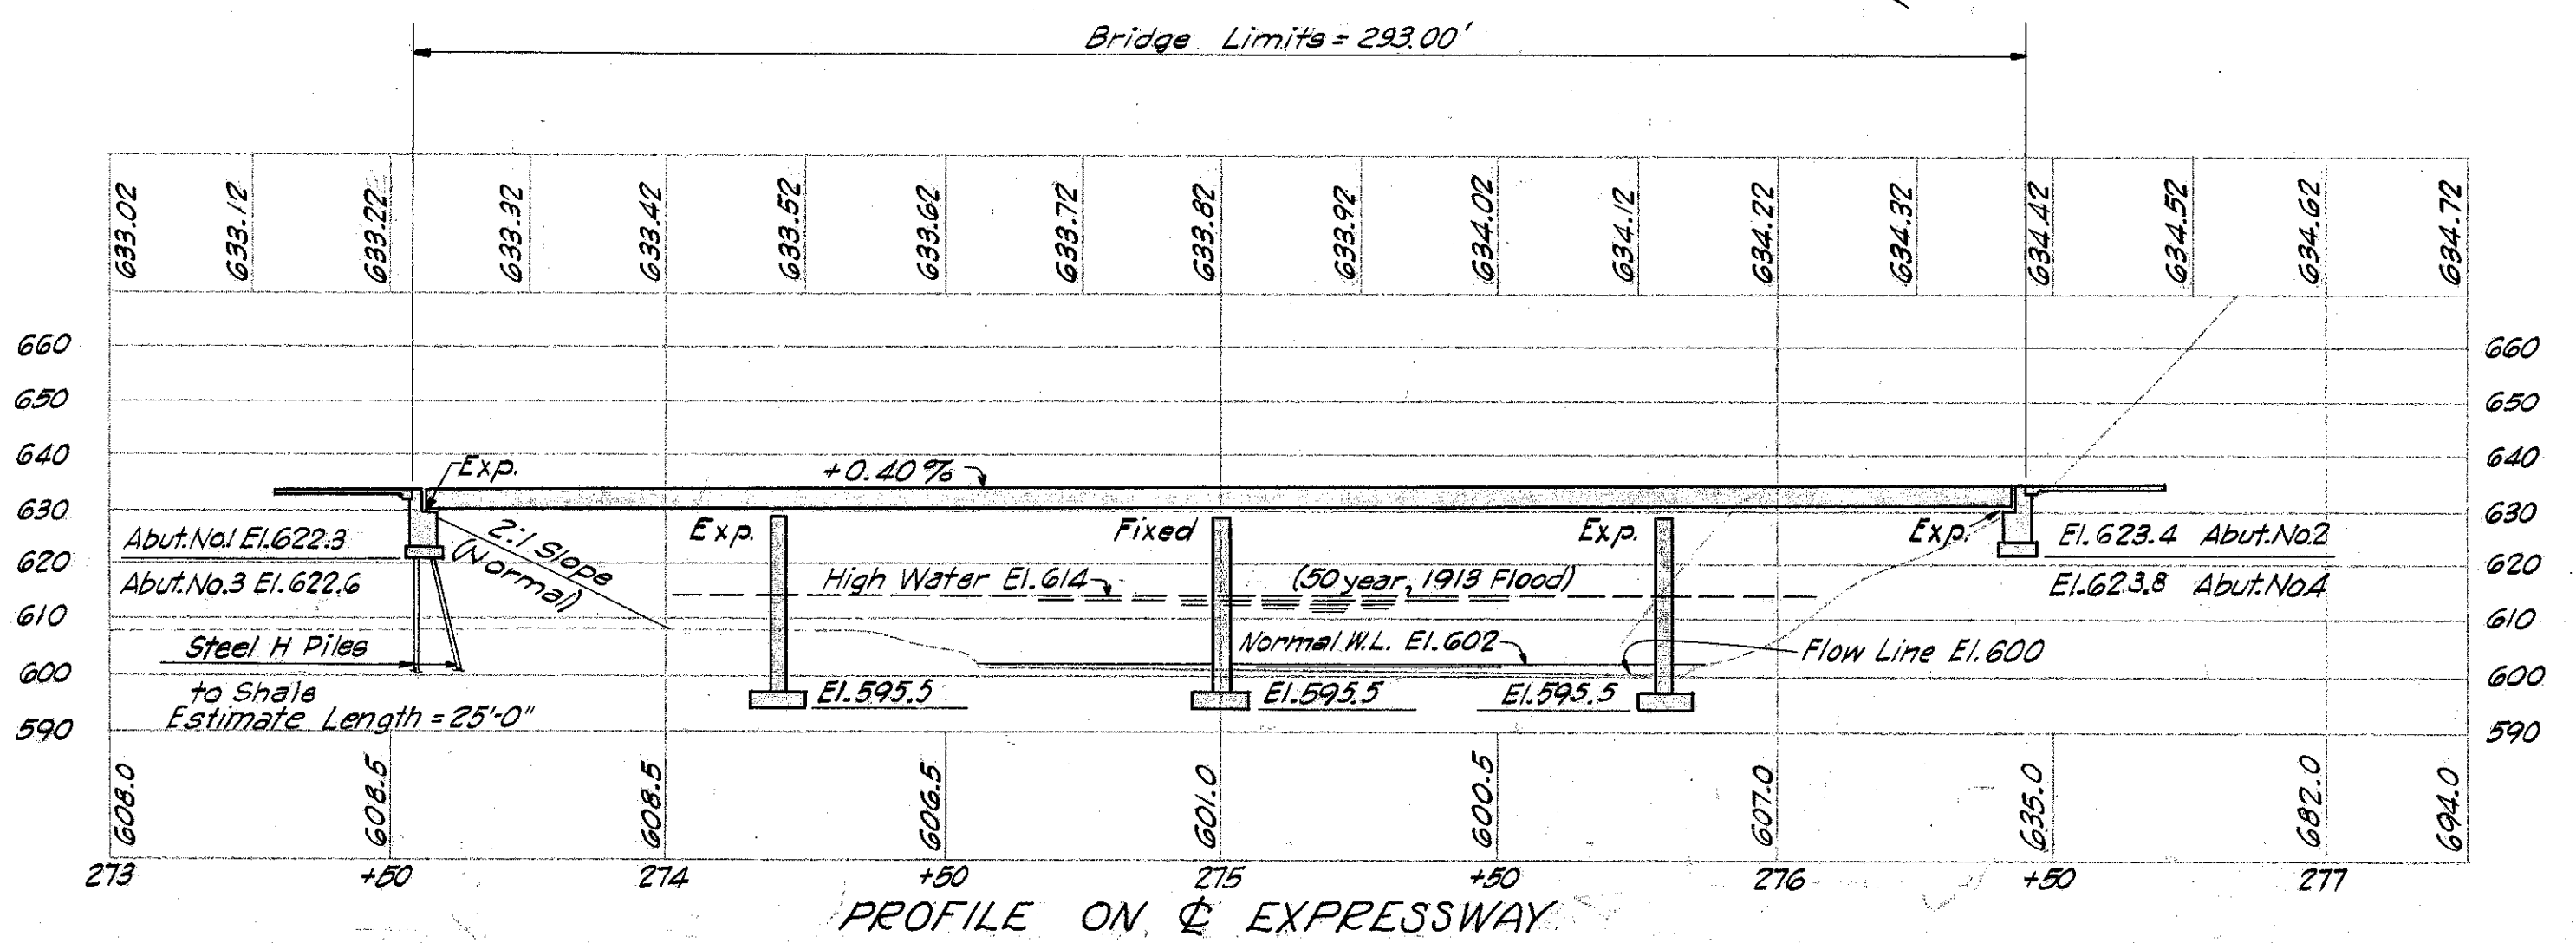 Bridge Limits = 293.00'
633.02 633.12 633.22 633.32 633.42 633.52 633.62 633.72 633.82 633.92 634.02 634.12 634.22 634.32 634.42 634.52 634.62 634.72
660 660
650 650
640 Exp. +0.40% 640
630 Exp. Fixed Exp. Exp. 630
2:1 Slope
(Normal)
Abut.No.1 El.622.3 El.623.4 Abut.No.2
620 620
Abut.No.3 El.622.6 High Water El.614 (50 year, 1913 Flood) El.623.8 Abut.No.4
610 610
Steel H Piles Normal W.L. El.602 Flow Line El.600
600 600
to Shale El.595.5 El.595.5 El.595.5
Estimate Length = 25'-0"
590 590
608.0 608.5 608.5 606.5 601.0 600.5 607.0 635.0 682.0 694.0
273 +50 274 +50 275 +50 276 +50 277
PROFILE ON ℄ EXPRESSWAY